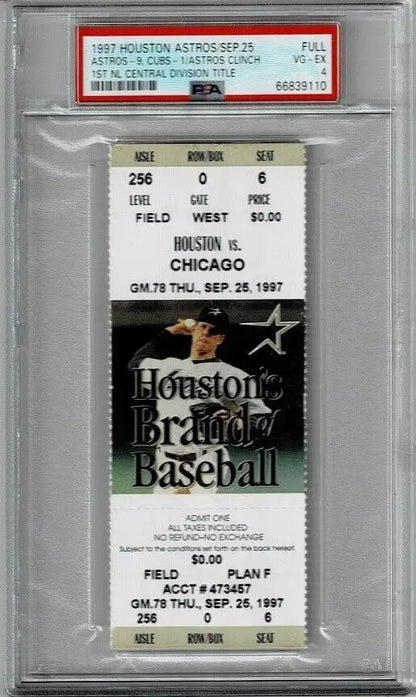 1997 HOUSTON ASTROS/SEP.25 FULL
ASTROS-9, CUBS-1/ASTROS CLINCH VG-EX
1ST NL CENTRAL DIVISION TITLE 4
PSA 66839110
AISLE ROW/BOX SEAT
256 0 6
LEVEL GATE PRICE
FIELD WEST $0.00
HOUSTON VS.
CHICAGO
GM.78 THU., SEP. 25, 1997
Houston's
Brand of
Baseball
ADMIT ONE
ALL TAXES INCLUDED
NO REFUND-NO EXCHANGE
Subject to the conditions set forth on the back hereof.
$0.00
FIELD PLAN F
ACCT # 473457
GM.78 THU., SEP. 25, 1997
256 0 6
AISLE ROW/BOX SEAT